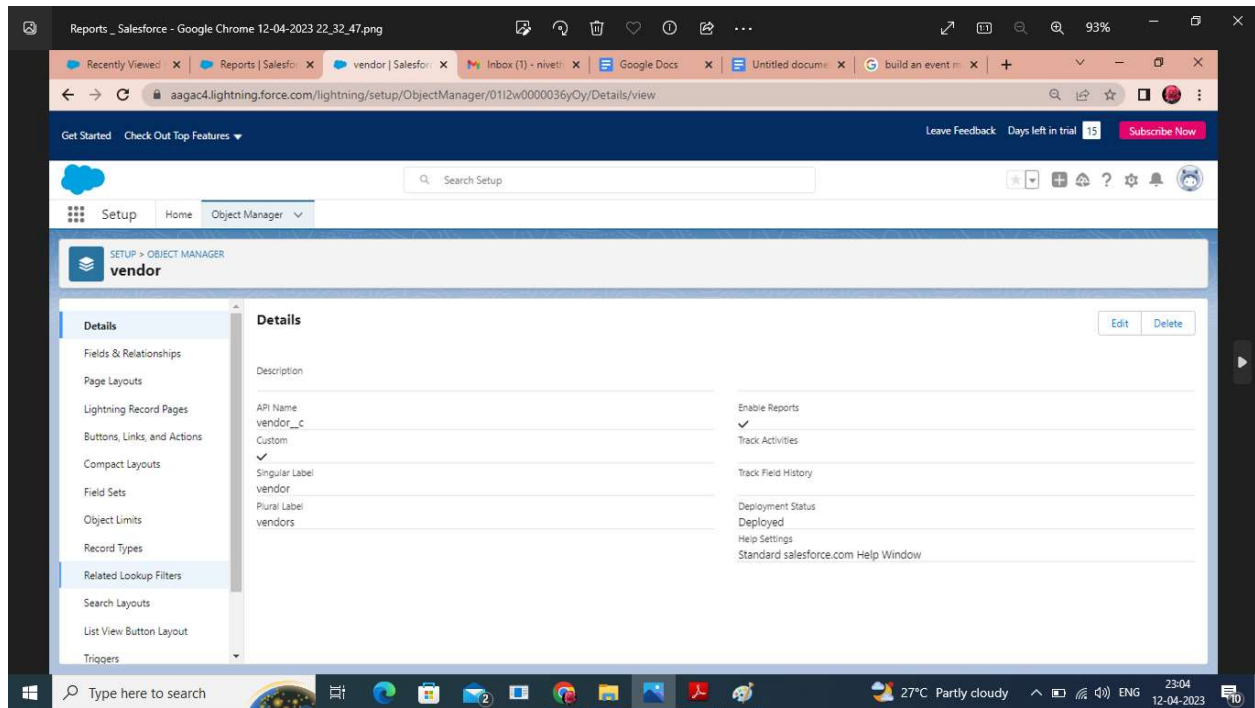 Reports _ Salesforce - Google Chrome 12-04-2023 22_32_47.png
93%
Recently Viewed
Reports | Salesfo
vendor | Salesfor
Inbox (1) - niveth
Google Docs
Untitled docume
build an event m
aagac4.lightning.force.com/lightning/setup/ObjectManager/01I2w0000036yOy/Details/view
Get Started Check Out Top Features
Leave Feedback Days left in trial 15 Subscribe Now
Search Setup
Setup Home Object Manager
SETUP > OBJECT MANAGER
vendor
Details
Fields & Relationships
Page Layouts
Lightning Record Pages
Buttons, Links, and Actions
Compact Layouts
Field Sets
Object Limits
Record Types
Related Lookup Filters
Search Layouts
List View Button Layout
Triggers
Details
Edit Delete
Description
API Name
vendor__c
Custom
Singular Label
vendor
Plural Label
vendors
Enable Reports
Track Activities
Track Field History
Deployment Status
Deployed
Help Settings
Standard salesforce.com Help Window
Type here to search
2
27°C Partly cloudy
ENG
23:04
12-04-2023
10